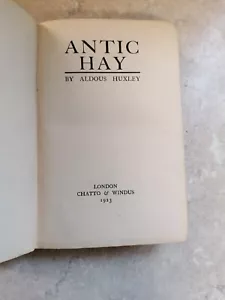 ANTIC
HAY
BY ALDOUS HUXLEY
LONDON
CHATTO & WINDUS
1923